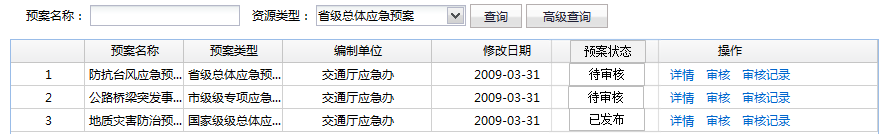 预案名称： 资源类型： 省级总体应急预案 查询 高级查询
预案名称 预案类型 编制单位 修改日期 预案状态 操作
1 防抗台风应急预... 省级总体应急预... 交通厅应急办 2009-03-31 待审核 详情 审核 审核记录
2 公路桥梁突发事... 市级级专项应急... 交通厅应急办 2009-03-31 待审核 详情 审核 审核记录
3 地质灾害防治预... 国家级级总体应... 交通厅应急办 2009-03-31 已发布 详情 审核 审核记录